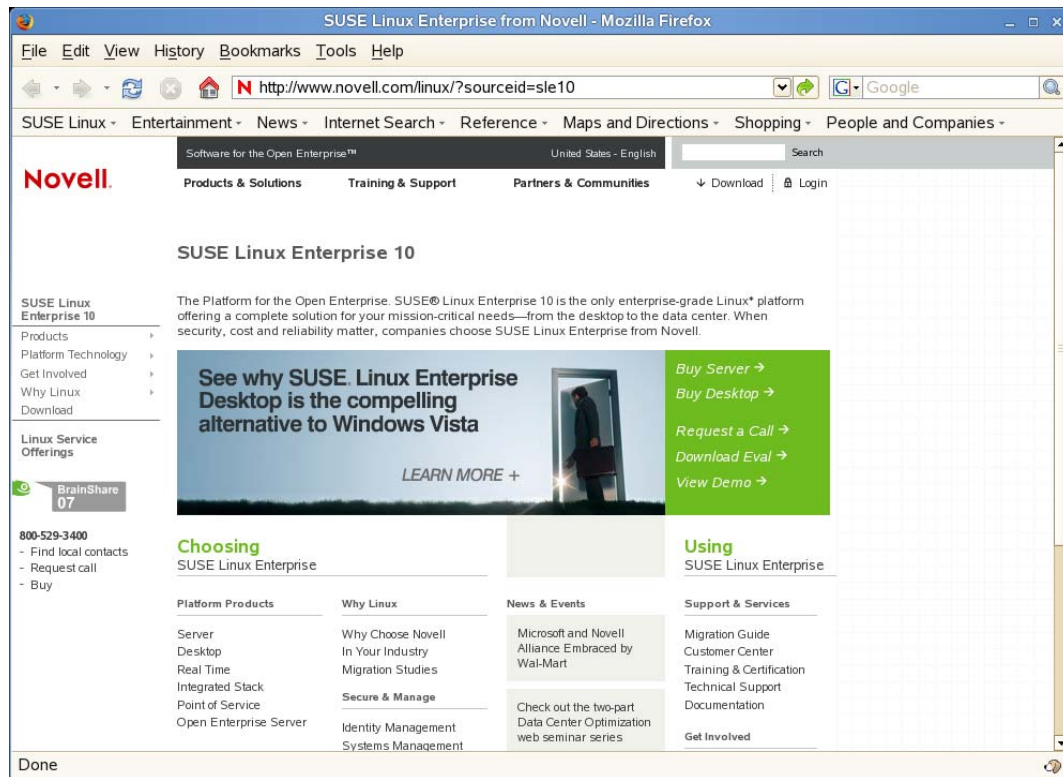 SUSE Linux Enterprise from Novell - Mozilla Firefox
File Edit View History Bookmarks Tools Help
N http://www.novell.com/linux/?sourceid=sle10
G Google
SUSE Linux Entertainment News Internet Search Reference Maps and Directions Shopping People and Companies
Software for the Open Enterprise™ United States - English Search
Novell.
Products & Solutions Training & Support Partners & Communities Download Login
SUSE Linux Enterprise 10
SUSE Linux
Enterprise 10
Products
Platform Technology
Get Involved
Why Linux
Download
Linux Service
Offerings
BrainShare
07
800-529-3400
- Find local contacts
- Request call
- Buy
The Platform for the Open Enterprise. SUSE® Linux Enterprise 10 is the only enterprise-grade Linux* platform
offering a complete solution for your mission-critical needs—from the desktop to the data center. When
security, cost and reliability matter, companies choose SUSE Linux Enterprise from Novell.
See why SUSE. Linux Enterprise
Desktop is the compelling
alternative to Windows Vista
LEARN MORE +
Buy Server →
Buy Desktop →
Request a Call →
Download Eval →
View Demo →
Choosing
SUSE Linux Enterprise
Platform Products
Server
Desktop
Real Time
Integrated Stack
Point of Service
Open Enterprise Server
Why Linux
Why Choose Novell
In Your Industry
Migration Studies
Secure & Manage
Identity Management
Systems Management
News & Events
Microsoft and Novell
Alliance Embraced by
Wal-Mart
Check out the two-part
Data Center Optimization
web seminar series
Using
SUSE Linux Enterprise
Support & Services
Migration Guide
Customer Center
Training & Certification
Technical Support
Documentation
Get Involved
Done